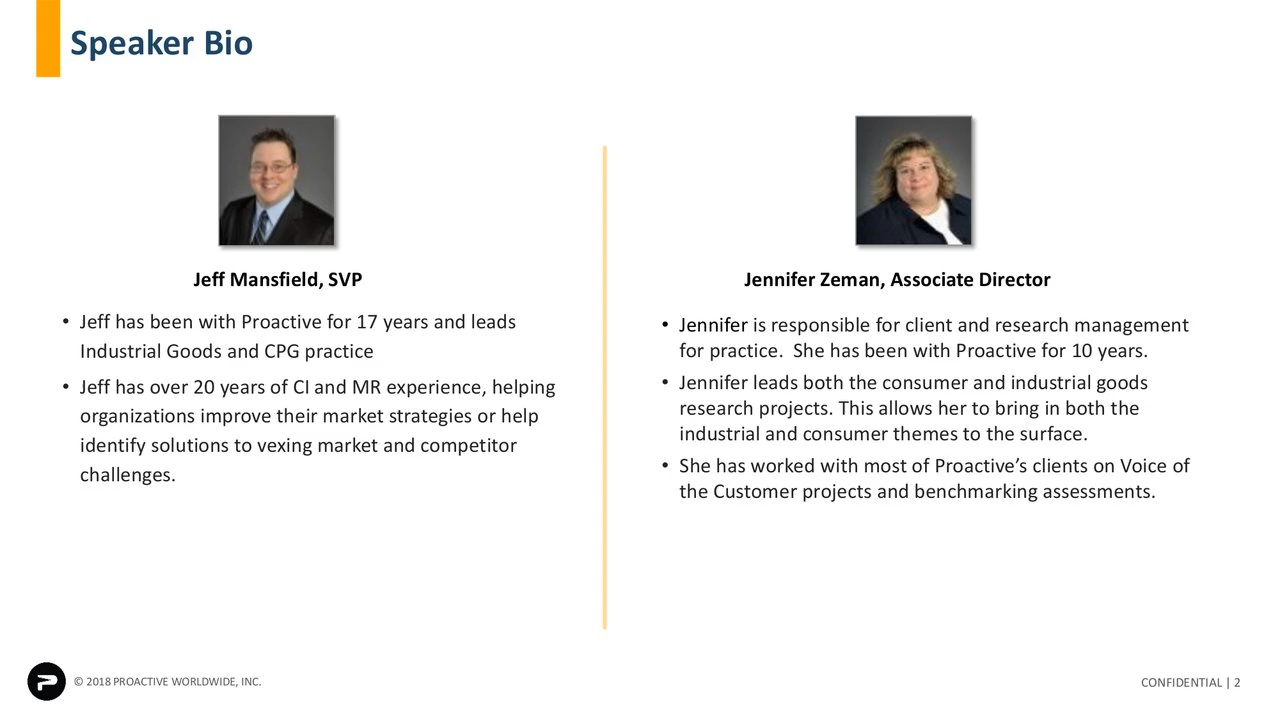 Speaker Bio
Jeff Mansfield, SVP
• Jeff has been with Proactive for 17 years and leads
Industrial Goods and CPG practice
• Jeff has over 20 years of CI and MR experience, helping
organizations improve their market strategies or help
identify solutions to vexing market and competitor
challenges.
Jennifer Zeman, Associate Director
• Jennifer is responsible for client and research management
for practice.  She has been with Proactive for 10 years.
• Jennifer leads both the consumer and industrial goods
research projects. This allows her to bring in both the
industrial and consumer themes to the surface.
• She has worked with most of Proactive’s clients on Voice of
the Customer projects and benchmarking assessments.
© 2018 PROACTIVE WORLDWIDE, INC.
CONFIDENTIAL | 2